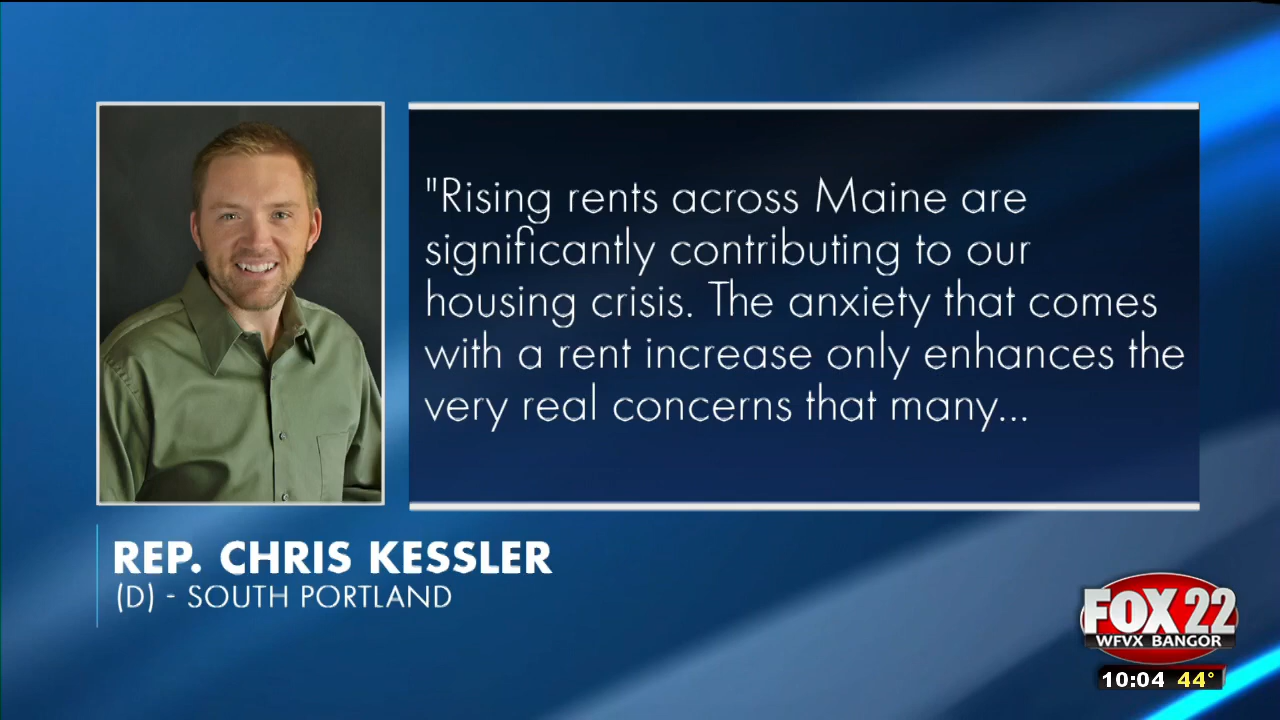 "Rising rents across Maine are
significantly contributing to our
housing crisis. The anxiety that comes
with a rent increase only enhances the
very real concerns that many...
REP. CHRIS KESSLER
(D) - SOUTH PORTLAND
FOX 22
WFVX BANGOR
10:04 44°